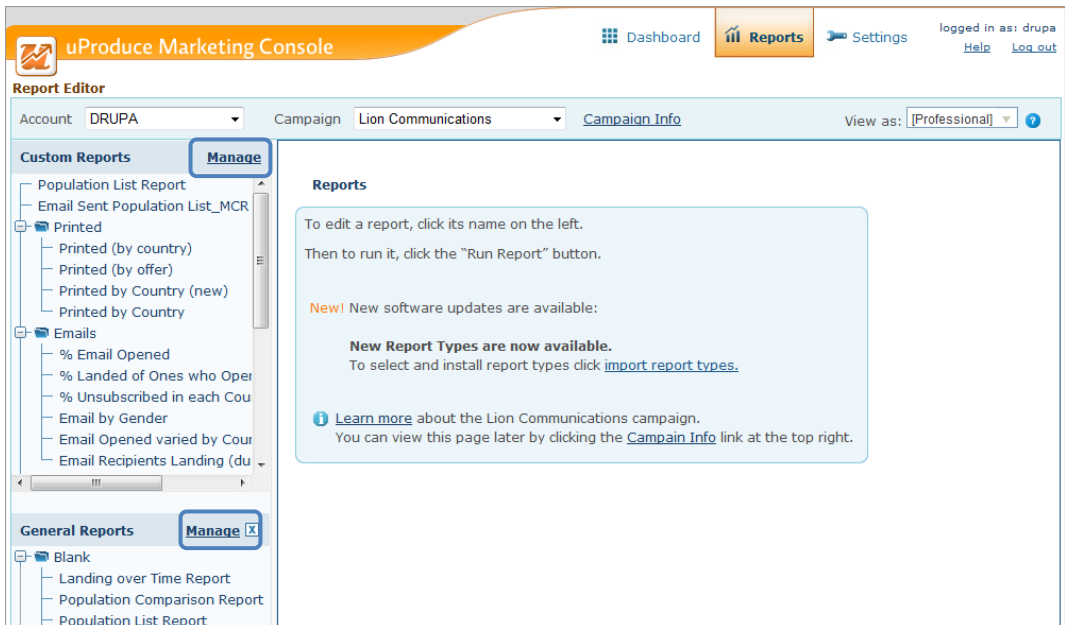 uProduce Marketing Console
Dashboard
Reports
Settings
logged in as: drupa
Help Log out
Report Editor
Account DRUPA Campaign Lion Communications Campaign Info View as: [Professional] ?
Custom Reports Manage
Population List Report
Email Sent Population List_MCR
Printed
Printed (by country)
Printed (by offer)
Printed by Country (new)
Printed by Country
Emails
% Email Opened
% Landed of Ones who Oper
% Unsubscribed in each Cou
Email by Gender
Email Opened varied by Cour
Email Recipients Landing (du
General Reports Manage X
Blank
Landing over Time Report
Population Comparison Report
Population List Report
Reports
To edit a report, click its name on the left.
Then to run it, click the “Run Report” button.
New! New software updates are available:
New Report Types are now available.
To select and install report types click import report types.
i Learn more about the Lion Communications campaign.
You can view this page later by clicking the Campain Info link at the top right.